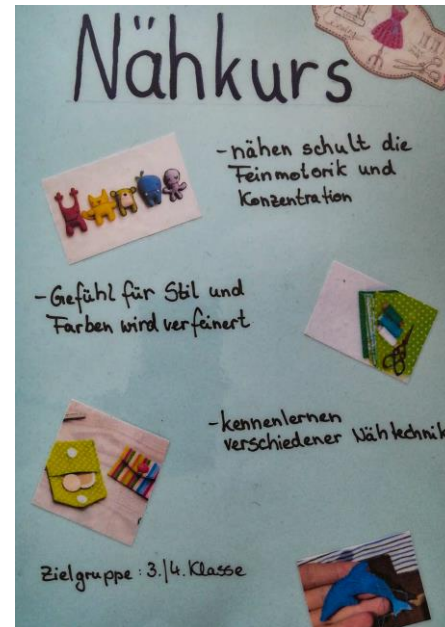 Nähkurs
-nähen schult die
Feinmotorik und
Konzentration
-Gefühl für Stil und
Farben wird verfeinert
-kennenlernen
verschiedener Nähtechnik
Zielgruppe: 3./4. Klasse